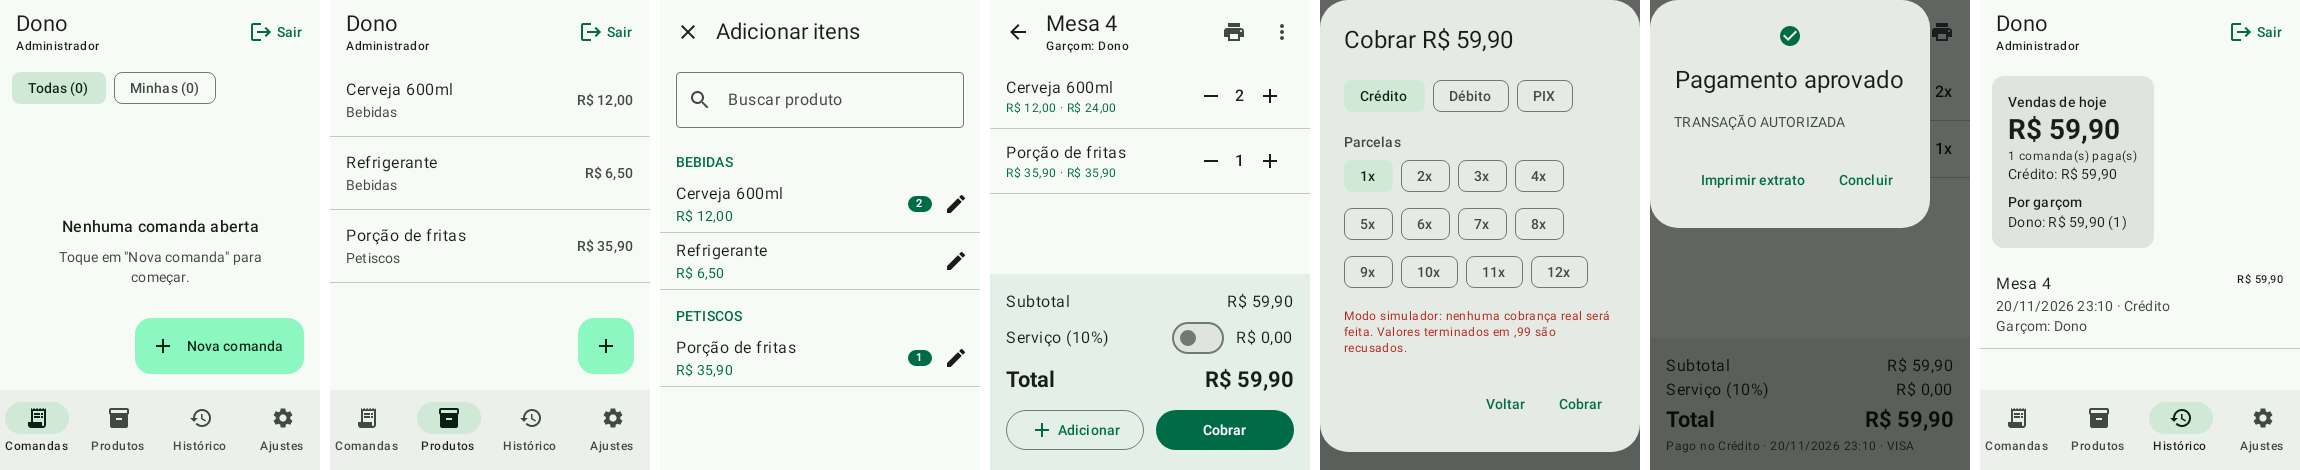 Dono
Administrador
Sair
Todas (0)
Minhas (0)
Nenhuma comanda aberta
Toque em "Nova comanda" para
começar.
Nova comanda
Comandas
Produtos
Histórico
Ajustes
Dono
Administrador
Sair
Cerveja 600ml
R$ 12,00
Bebidas
Refrigerante
R$ 6,50
Bebidas
Porção de fritas
R$ 35,90
Petiscos
Comandas
Produtos
Histórico
Ajustes
Adicionar itens
Buscar produto
BEBIDAS
Cerveja 600ml
2
R$ 12,00
Refrigerante
R$ 6,50
PETISCOS
Porção de fritas
1
R$ 35,90
Mesa 4
Garçom: Dono
Cerveja 600ml
R$ 12,00 · R$ 24,00
2
Porção de fritas
R$ 35,90 · R$ 35,90
1
Subtotal
R$ 59,90
Serviço (10%)
R$ 0,00
Total
R$ 59,90
Adicionar
Cobrar
Cobrar R$ 59,90
Crédito
Débito
PIX
Parcelas
1x
2x
3x
4x
5x
6x
7x
8x
9x
10x
11x
12x
Modo simulador: nenhuma cobrança real será
feita. Valores terminados em ,99 são
recusados.
Voltar
Cobrar
Pagamento aprovado
TRANSAÇÃO AUTORIZADA
Imprimir extrato
Concluir
2x
1x
Subtotal
R$ 59,90
Serviço (10%)
R$ 0,00
Total
R$ 59,90
Pago no Crédito · 20/11/2026 23:10 · VISA
Dono
Administrador
Sair
Vendas de hoje
R$ 59,90
1 comanda(s) paga(s)
Crédito: R$ 59,90
Por garçom
Dono: R$ 59,90 (1)
Mesa 4
R$ 59,90
20/11/2026 23:10 · Crédito
Garçom: Dono
Comandas
Produtos
Histórico
Ajustes